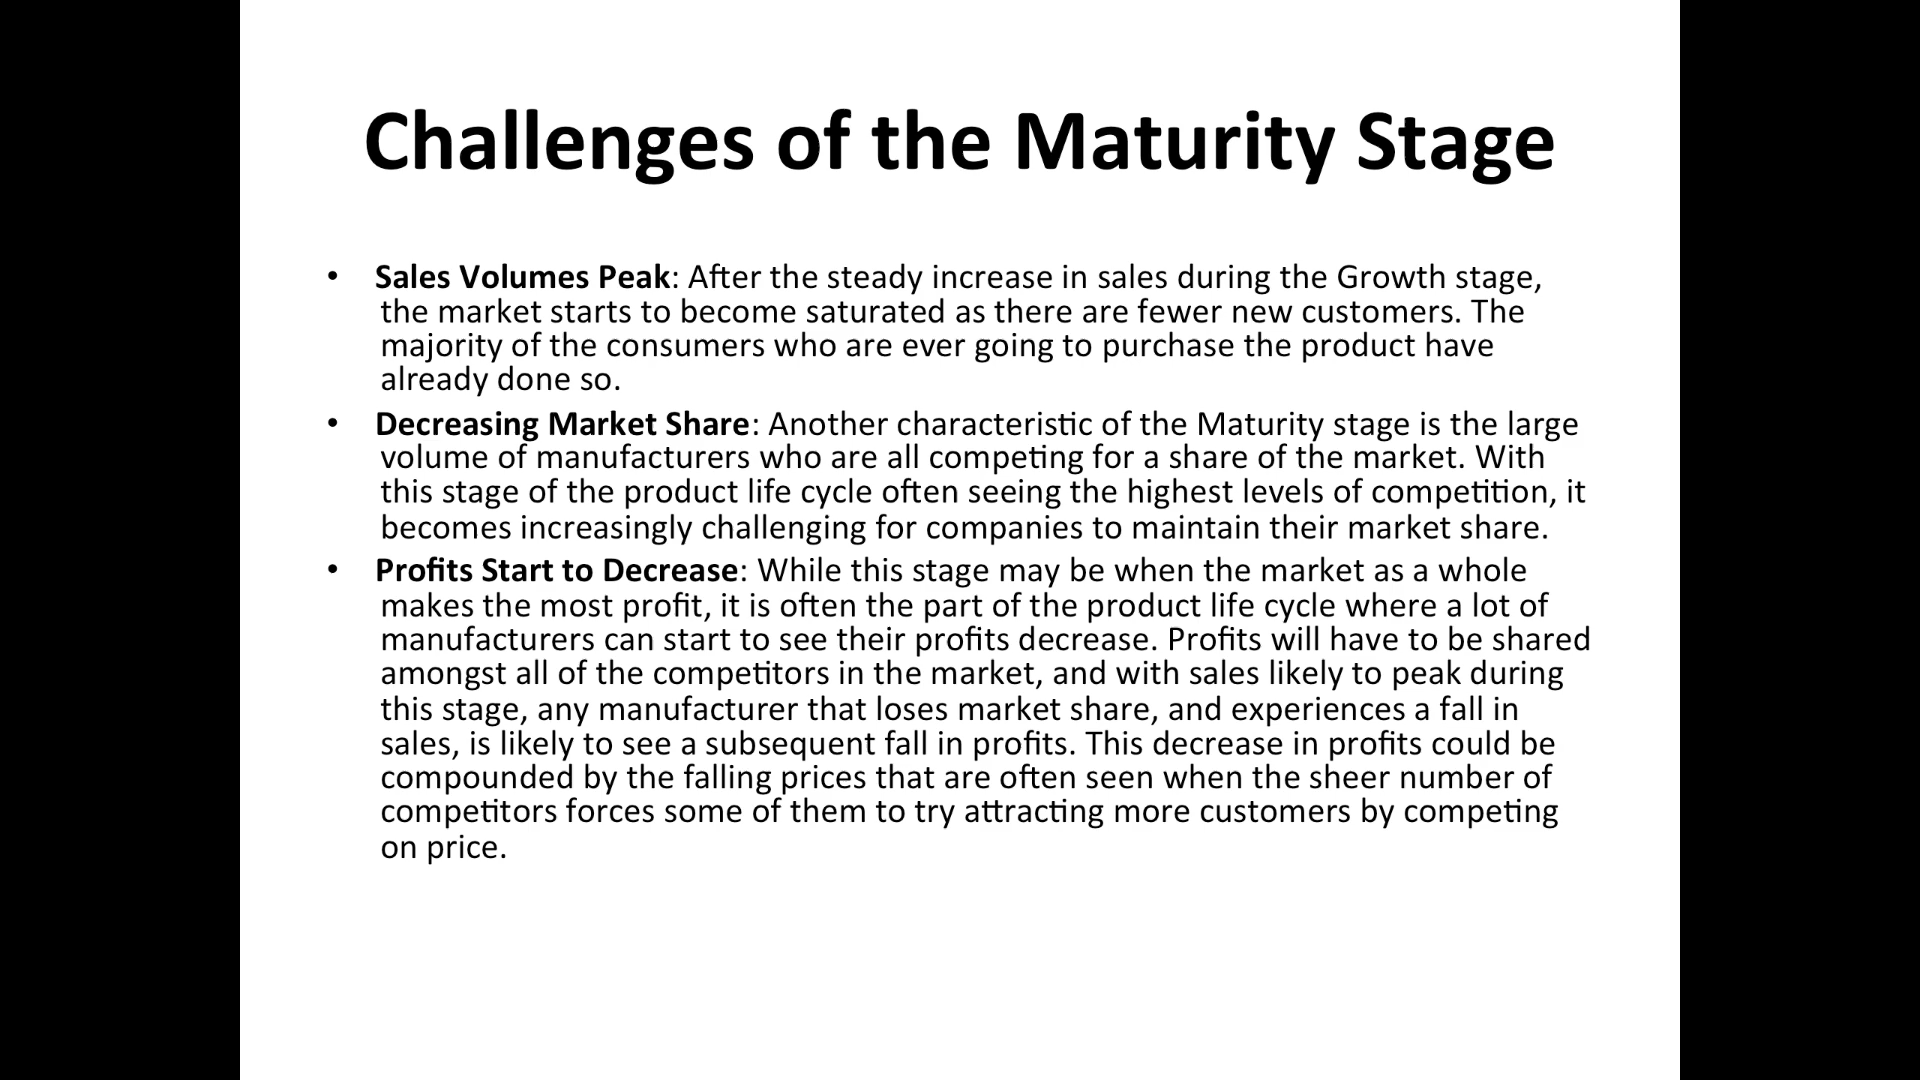 Challenges of the Maturity Stage
• Sales Volumes Peak: After the steady increase in sales during the Growth stage,
the market starts to become saturated as there are fewer new customers. The
majority of the consumers who are ever going to purchase the product have
already done so.
• Decreasing Market Share: Another characteristic of the Maturity stage is the large
volume of manufacturers who are all competing for a share of the market. With
this stage of the product life cycle often seeing the highest levels of competition, it
becomes increasingly challenging for companies to maintain their market share.
• Profits Start to Decrease: While this stage may be when the market as a whole
makes the most profit, it is often the part of the product life cycle where a lot of
manufacturers can start to see their profits decrease. Profits will have to be shared
amongst all of the competitors in the market, and with sales likely to peak during
this stage, any manufacturer that loses market share, and experiences a fall in
sales, is likely to see a subsequent fall in profits. This decrease in profits could be
compounded by the falling prices that are often seen when the sheer number of
competitors forces some of them to try attracting more customers by competing
on price.